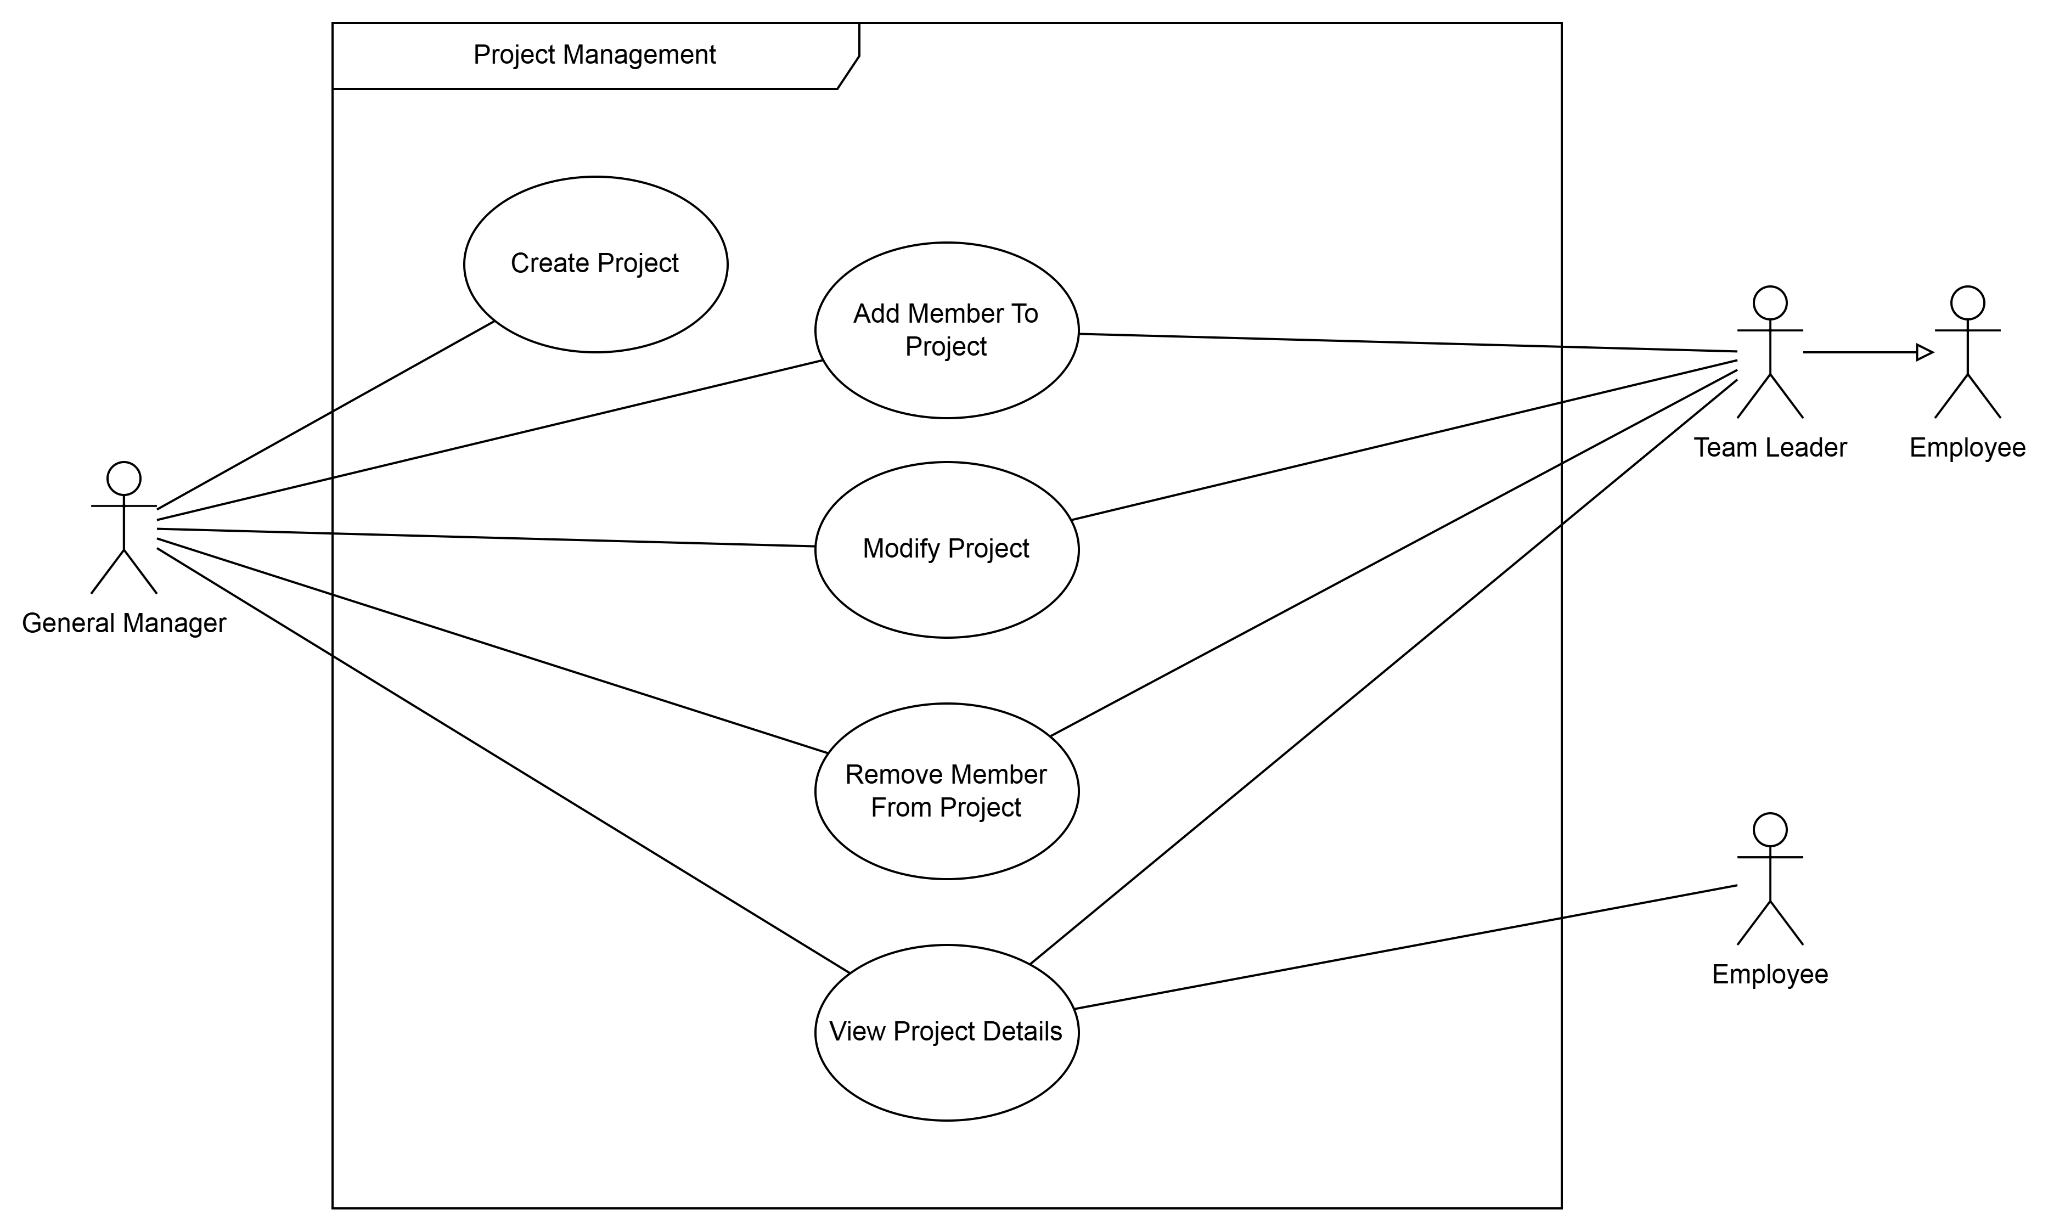 Project Management
Create Project
Add Member To
Project
Team Leader
Employee
General Manager
Modify Project
Remove Member
From Project
Employee
View Project Details